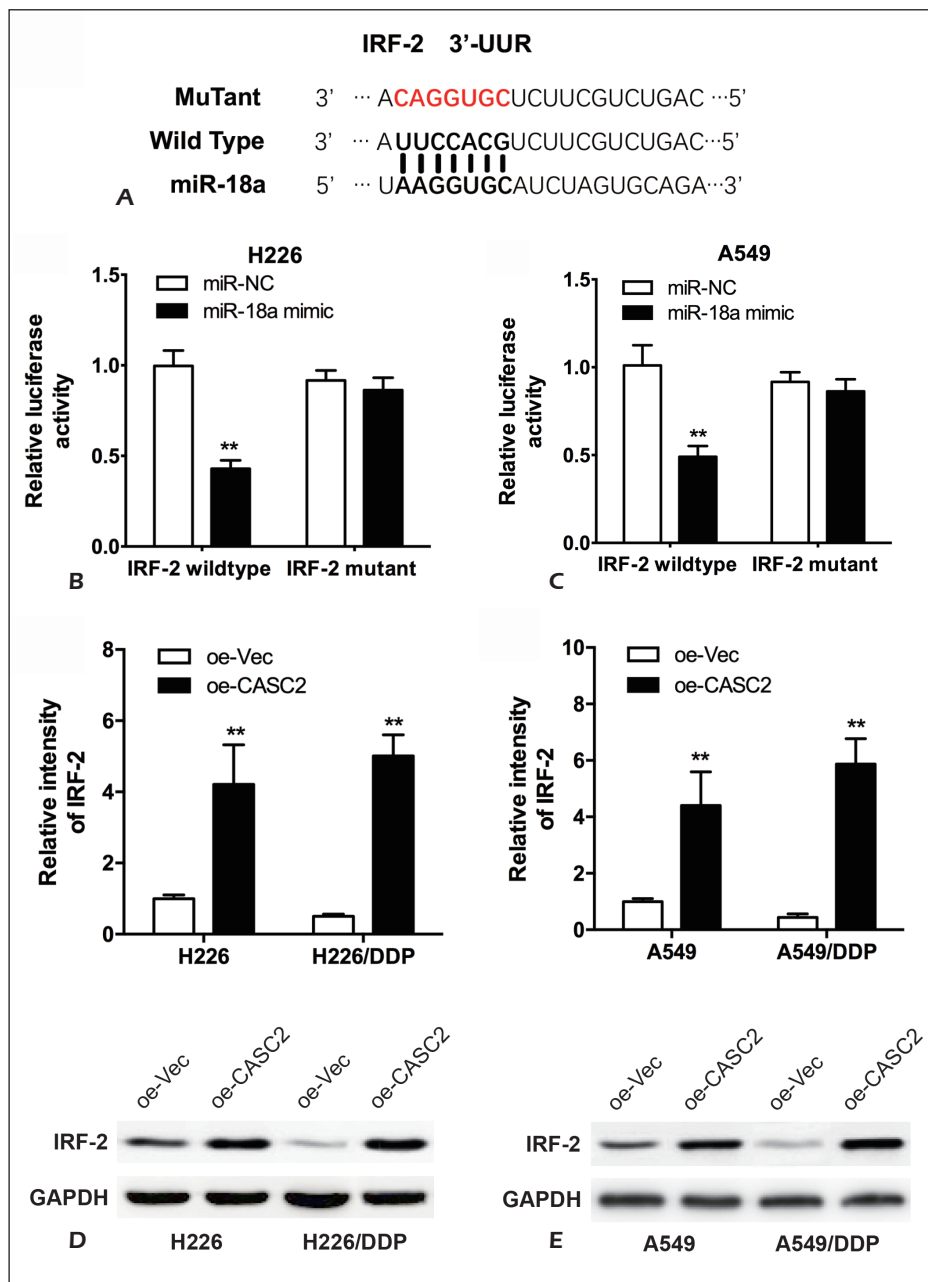 IRF-2 3'-UUR
MuTant 3' ··· ACAGGUGCUCUUCGUCUGAC ···5'
Wild Type 3' ··· AUUCCACGUCUUCGUCUGAC ···5'
miR-18a 5' ··· UAAGGUGCAUCUAGUGCAGA···3'
A
H226
miR-NC
miR-18a mimic
Relative luciferase
activity
1.5
1.0
0.5
0.0
**
IRF-2 wildtype IRF-2 mutant
B
A549
miR-NC
miR-18a mimic
Relative luciferase
activity
1.5
1.0
0.5
0.0
**
IRF-2 wildtype IRF-2 mutant
C
oe-Vec
oe-CASC2
Relative intensity
of IRF-2
8
6
4
2
0
** **
H226 H226/DDP
oe-Vec oe-CASC2 oe-Vec oe-CASC2
IRF-2
GAPDH
H226 H226/DDP
D
oe-Vec
oe-CASC2
Relative intensity
of IRF-2
10
8
6
4
2
0
** **
A549 A549/DDP
oe-Vec oe-CASC2 oe-Vec oe-CASC2
IRF-2
GAPDH
A549 A549/DDP
E